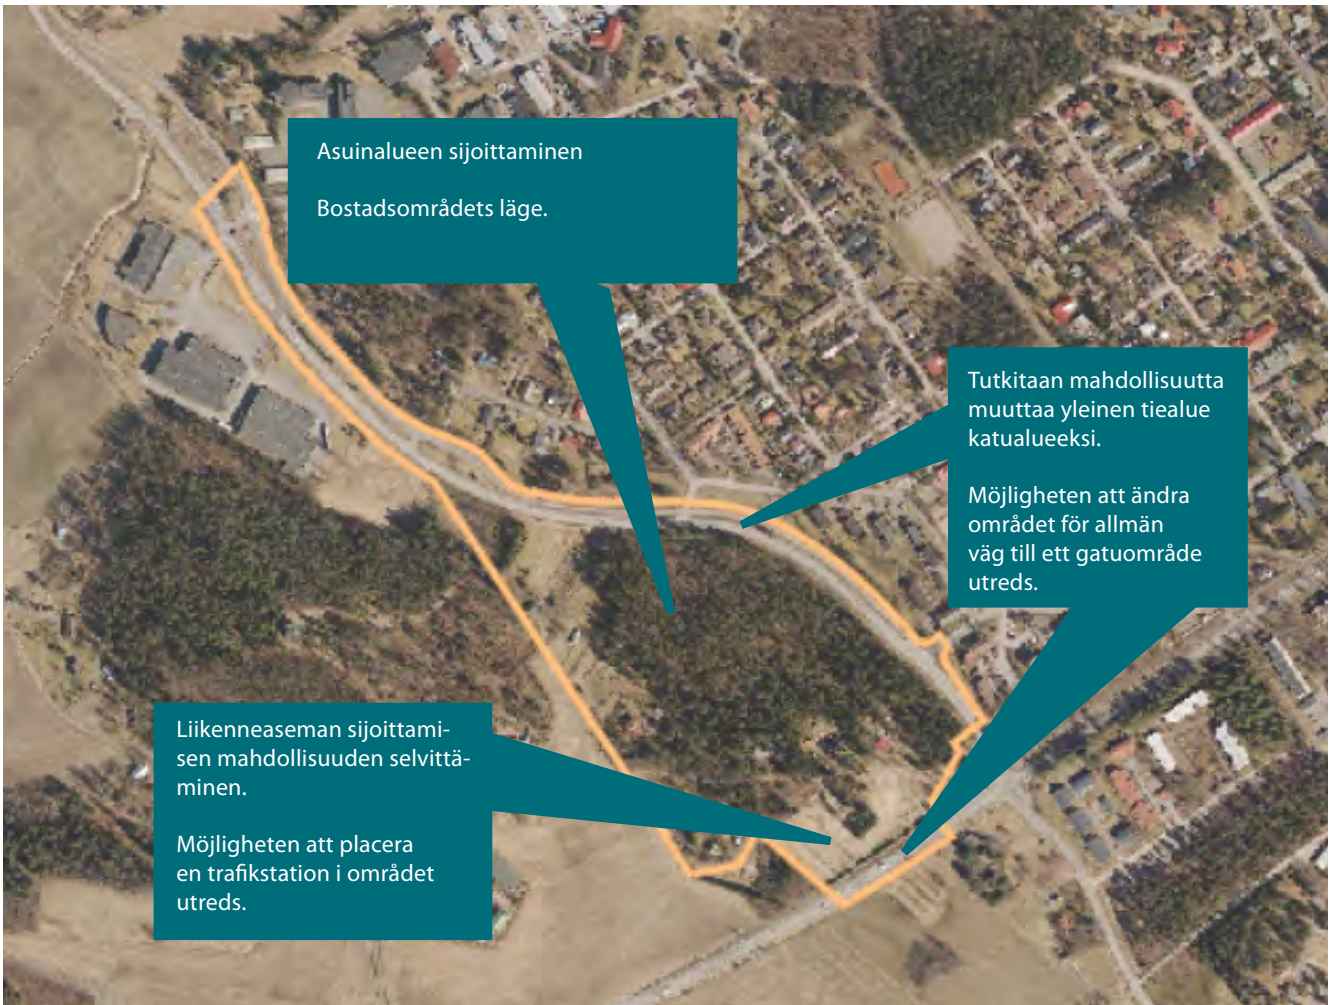 Asuinalueen sijoittaminen
Bostadsområdets läge.
Tutkitaan mahdollisuutta
muuttaa yleinen tiealue
katualueeksi.
Möjligheten att ändra
området för allmän
väg till ett gatuområde
utreds.
Liikenneaseman sijoittami-
sen mahdollisuuden selvittä-
minen.
Möjligheten att placera
en trafikstation i området
utreds.